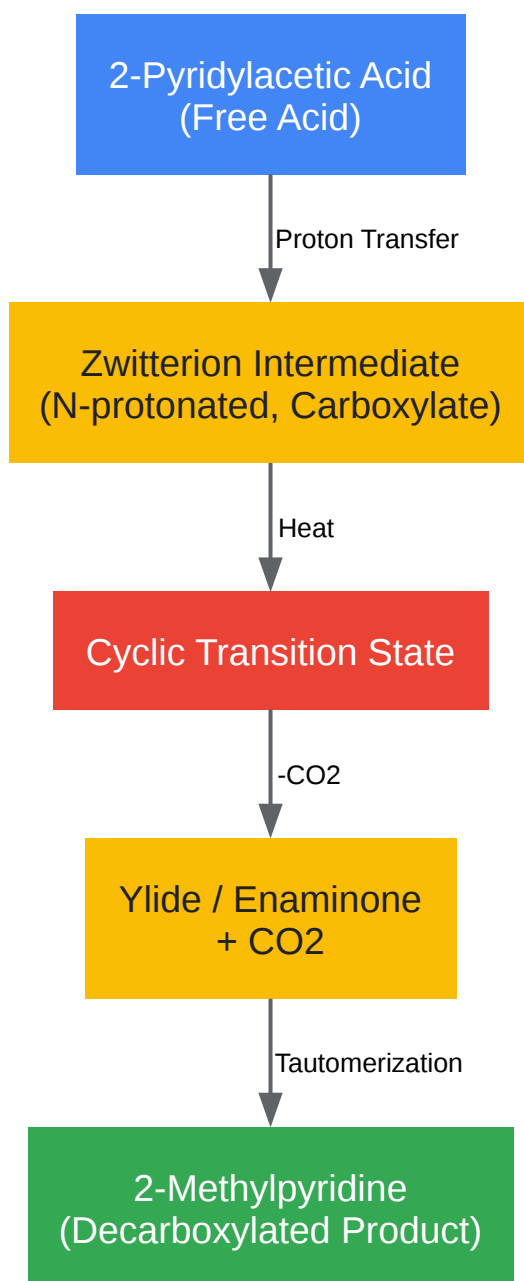 2-Pyridylacetic Acid
(Free Acid)
Proton Transfer
Zwitterion Intermediate
(N-protonated, Carboxylate)
Heat
Cyclic Transition State
-CO2
Ylide / Enaminone
+ CO2
Tautomerization
2-Methylpyridine
(Decarboxylated Product)